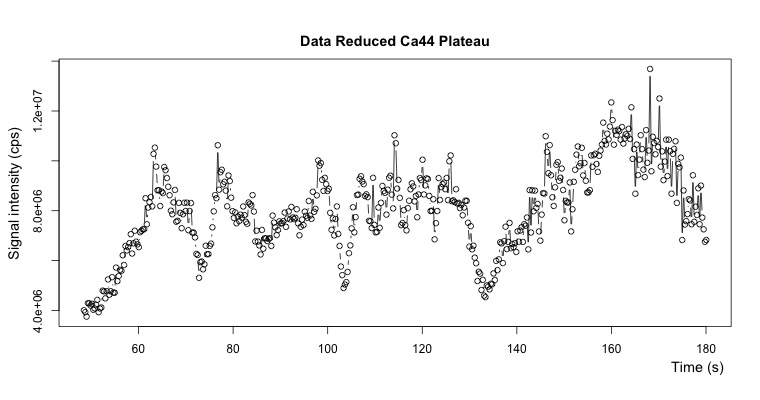 Data Reduced Ca44 Plateau
Signal intensity (cps)
1.2e+07
8.0e+06
4.0e+06
60 80 100 120 140 160 180
Time (s)